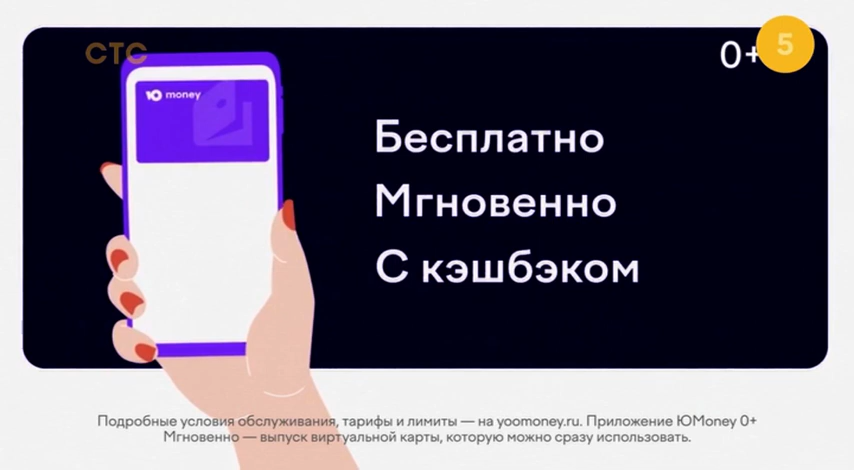 СТС
0+
5
Ю money
Бесплатно
Мгновенно
С кэшбэком
Подробные условия обслуживания, тарифы и лимиты — на yoomoney.ru. Приложение ЮMoney 0+
Мгновенно — выпуск виртуальной карты, которую можно сразу использовать.